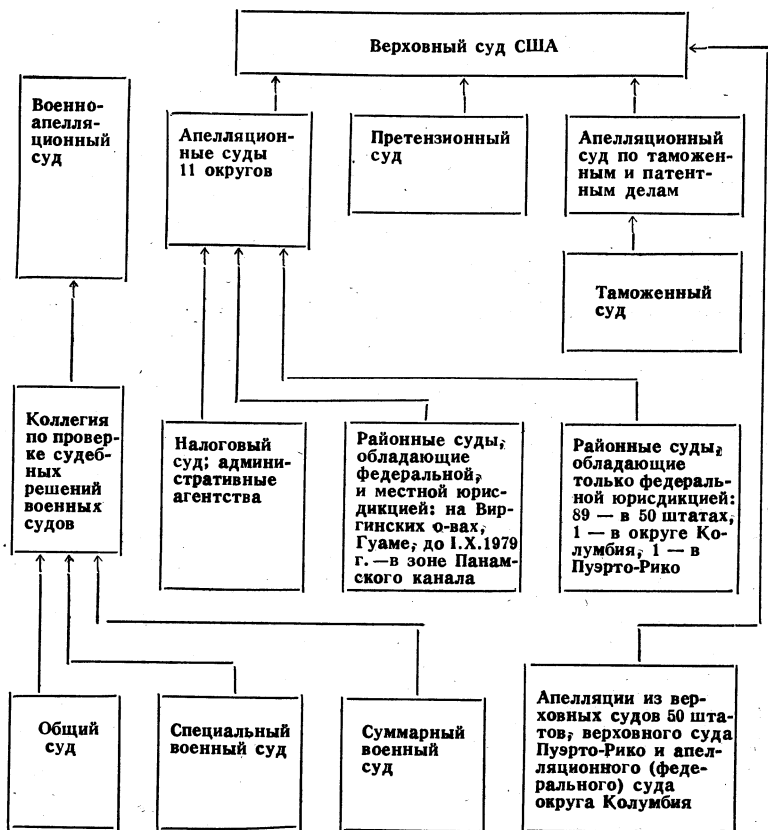 Верховный суд США
Военно-
апелля-
ционный
суд
Апелляцион-
ные суды
11 округов
Претензионный
суд
Апелляционный
суд по таможен-
ным и патент-
ным делам
Таможенный
суд
Коллегия
по провер-
ке судеб-
ных
решений
военных
судов
Налоговый
суд; админи-
стративные
агентства
Районные суды,
обладающие
федеральной,
и местной юрис-
дикцией: на Вир-
гинских о-вах,
Гуаме, до I.X.1979
г. —в зоне Панам-
ского канала
Районные суды,
обладающие
только федераль-
ной юрисдикцией:
89 — в 50 штатах,
1 — в округе Ко-
лумбия, 1 — в
Пуэрто-Рико
Общий
суд
Специальный
военный суд
Суммарный
военный
суд
Апелляции из вер-
ховных судов 50 шта-
тов, верховного суда
Пуэрто-Рико и апел-
ляционного (феде-
рального) суда
округа Колумбия